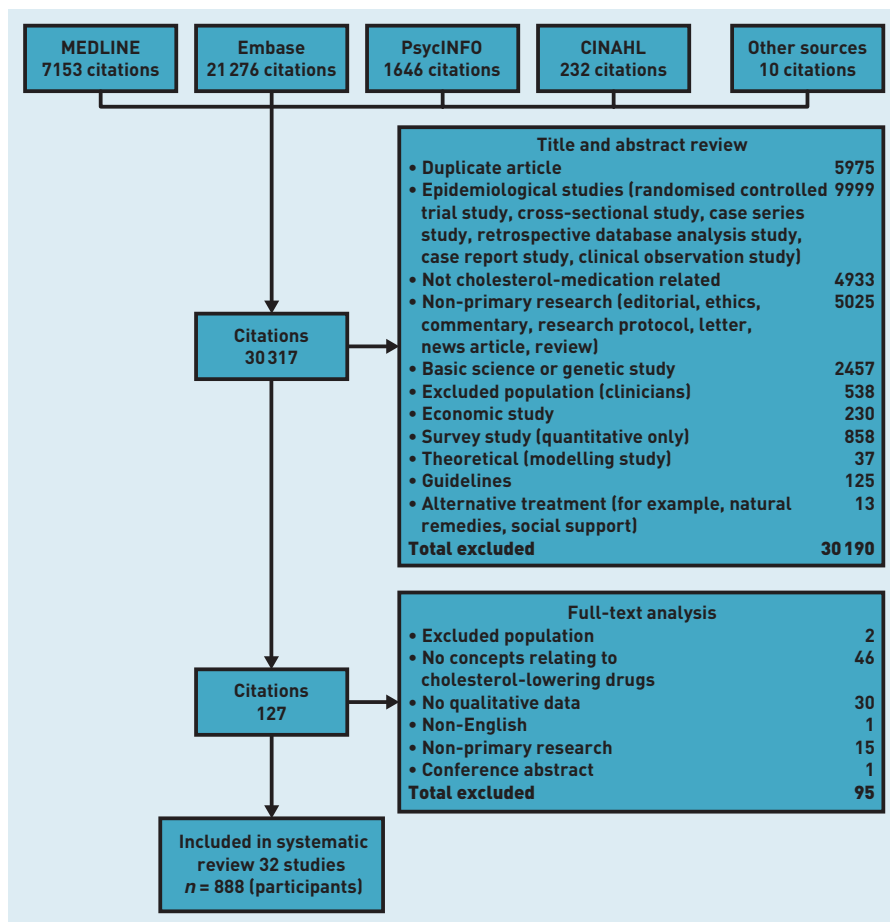 MEDLINE
7153 citations
Embase
21 276 citations
PsycINFO
1646 citations
CINAHL
232 citations
Other sources
10 citations
Title and abstract review
• Duplicate article 5975
• Epidemiological studies (randomised controlled 9999
trial study, cross-sectional study, case series
study, retrospective database analysis study,
case report study, clinical observation study)
• Not cholesterol-medication related 4933
• Non-primary research (editorial, ethics, 5025
commentary, research protocol, letter,
news article, review)
• Basic science or genetic study 2457
• Excluded population (clinicians) 538
• Economic study 230
• Survey study (quantitative only) 858
• Theoretical (modelling study) 37
• Guidelines 125
• Alternative treatment (for example, natural 13
remedies, social support)
Total excluded 30 190
Citations
30 317
Full-text analysis
• Excluded population 2
• No concepts relating to 46
cholesterol-lowering drugs
• No qualitative data 30
• Non-English 1
• Non-primary research 15
• Conference abstract 1
Total excluded 95
Citations
127
Included in systematic
review 32 studies
n = 888 (participants)